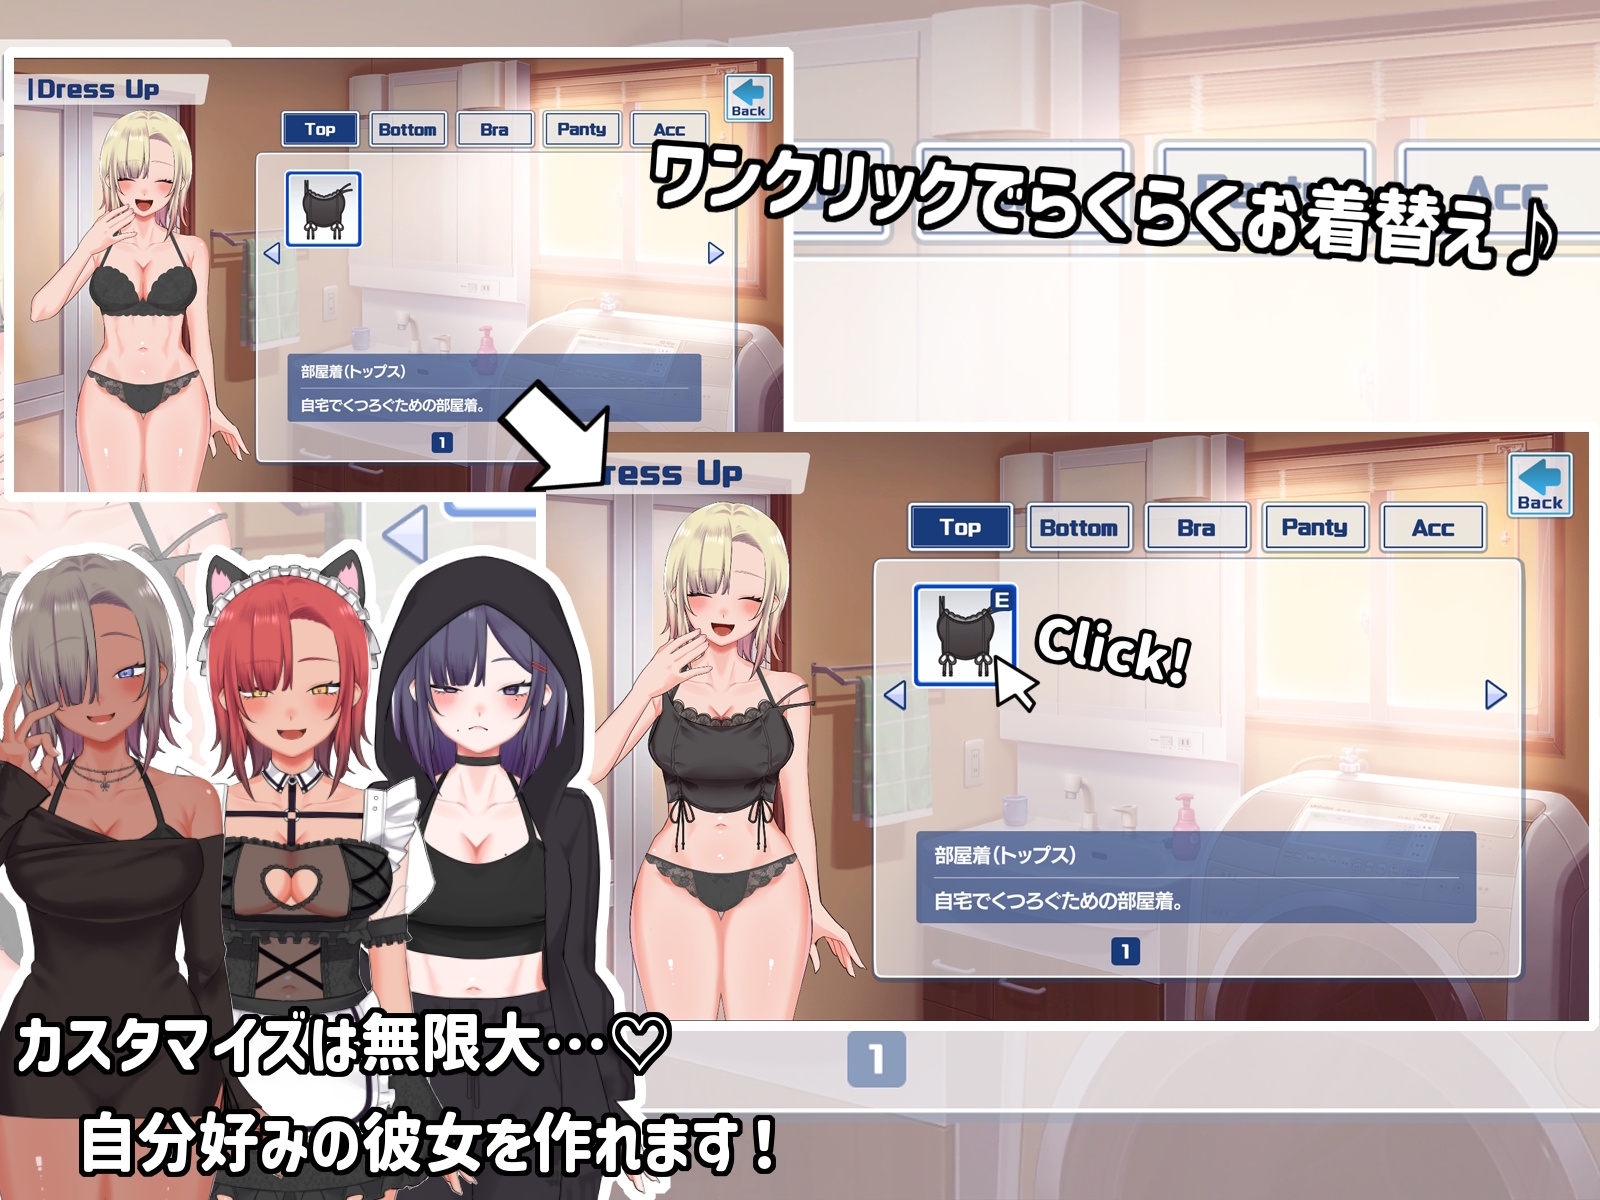 Dress Up
Back
Top
Bottom
Bra
Panty
Acc
ワンクリックでらくらくお着替え♪
部屋着(トップス)
自宅でくつろぐための部屋着。
1
ress Up
Back
Top
Bottom
Bra
Panty
Acc
E
Click!
部屋着(トップス)
自宅でくつろぐための部屋着。
1
カスタマイズは無限大…♡
自分好みの彼女を作れます!
1
Acc